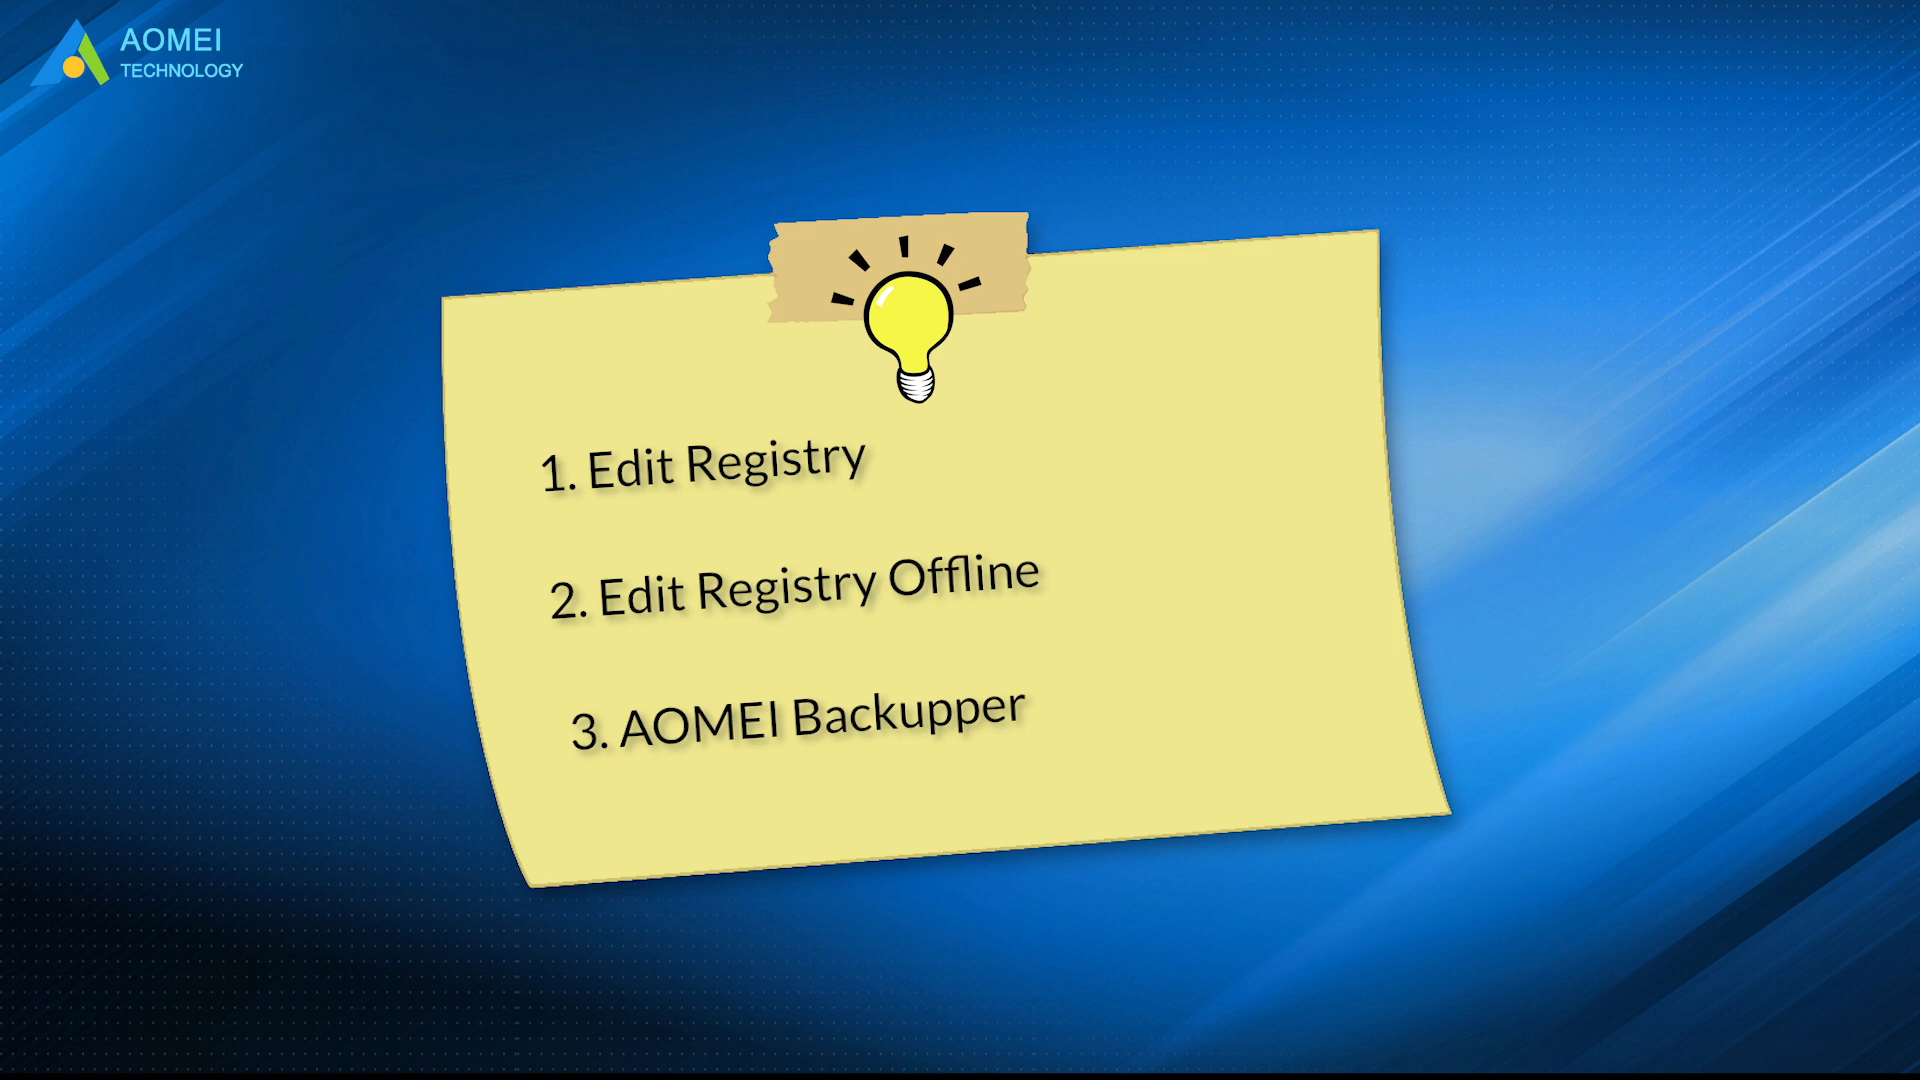 AOMEI
TECHNOLOGY
1. Edit Registry
2. Edit Registry Offline
3. AOMEI Backupper